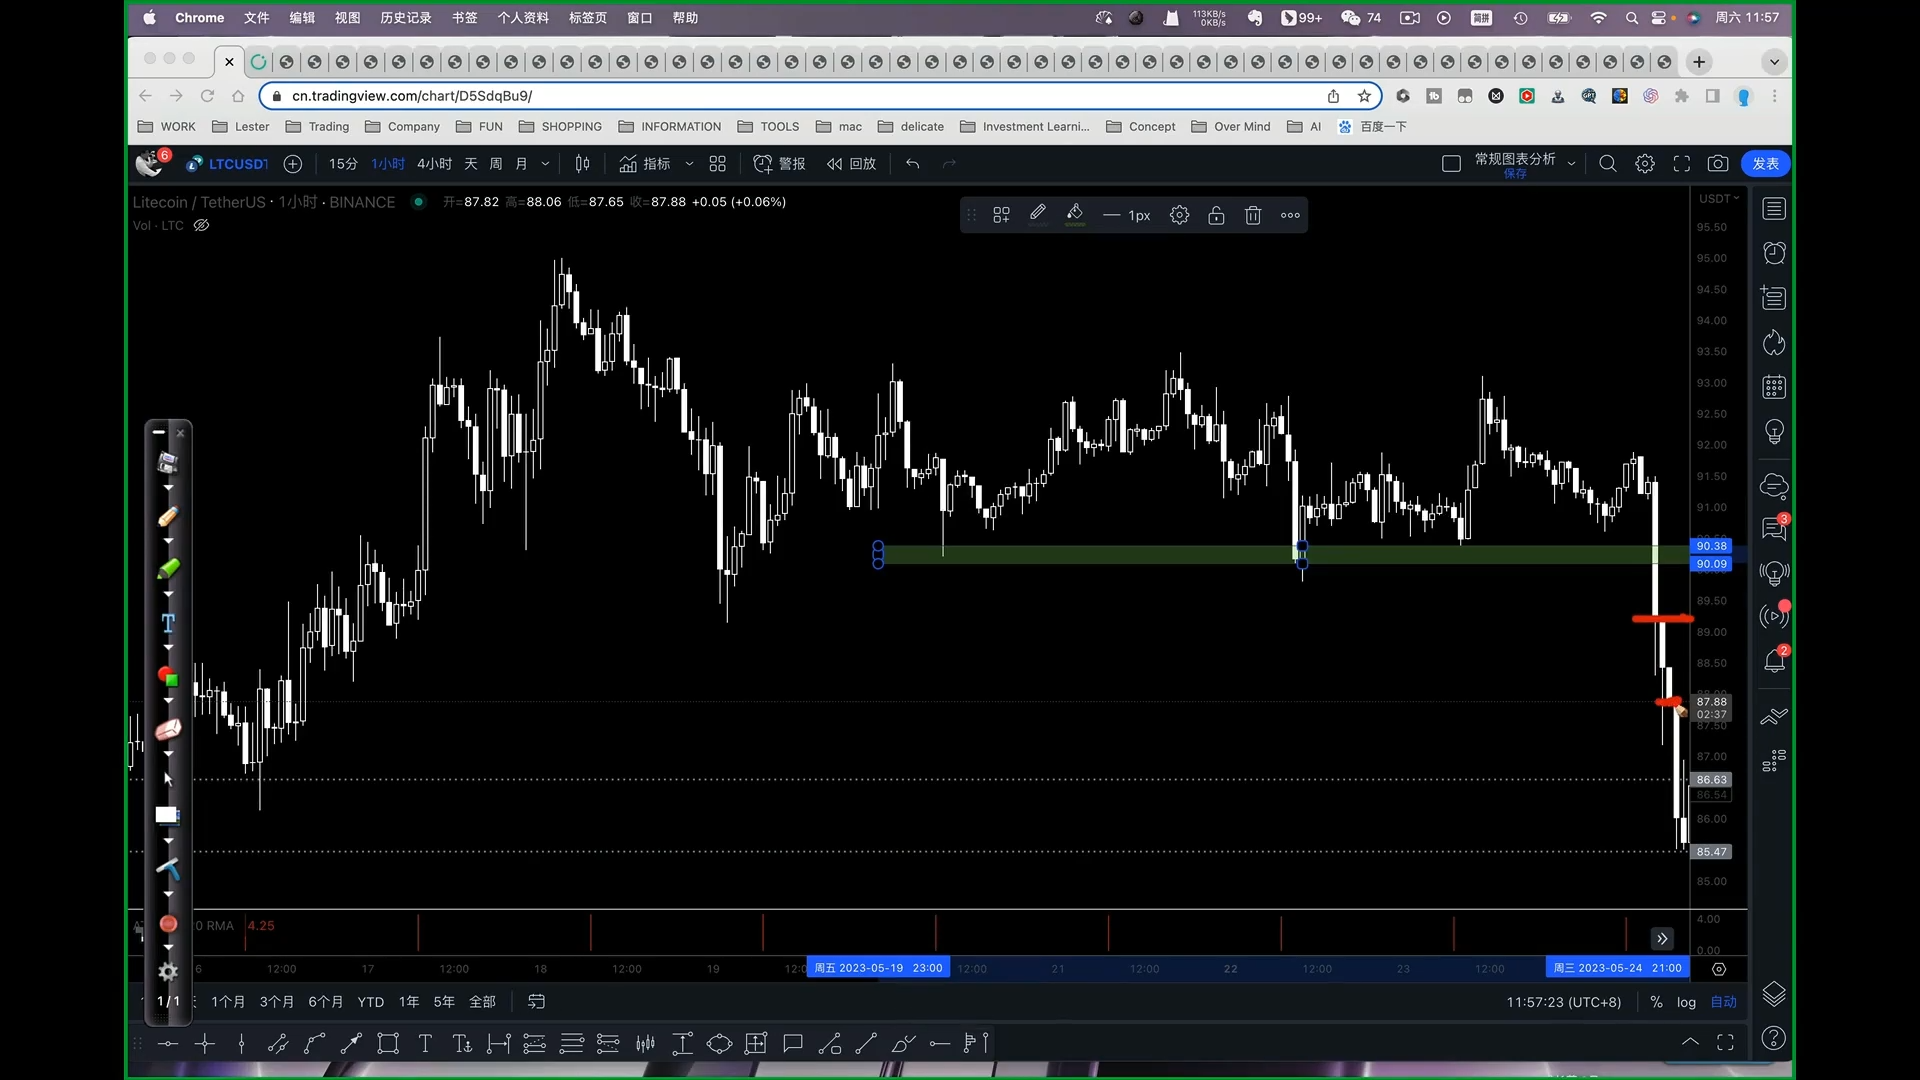 Chrome 文件 编辑 视图 历史记录 书签 个人资料 标签页 窗口 帮助 113KB/s 0KB/s 99+ 74 简拼 周六 11:57
cn.tradingview.com/chart/D5SdqBu9/
WORK Lester Trading Company FUN SHOPPING INFORMATION TOOLS mac delicate Investment Learni... Concept Over Mind AI 百度一下
6 LTCUSDT 15分 1小时 4小时 天 周 月 指标 警报 回放 常规图表分析 保存 发表
Litecoin / TetherUS · 1小时 · BINANCE 开=87.82 高=88.06 低=87.65 收=87.88 +0.05 (+0.06%)
USDT
Vol · LTC
1px
95.50
95.00
94.50
94.00
93.50
93.00
92.50
92.00
91.50
91.00
90.38
90.09
89.50
89.00
88.50
87.88
02:37
87.50
87.00
86.63
86.54
86.00
85.47
85.00
3
2
0 RMA 4.25
4.00
0.00
6 12:00 17 12:00 18 12:00 19 12:0 周五 2023-05-19 23:00 12:00 21 12:00 22 12:00 23 12:00 周三 2023-05-24 21:00
1/1
1个月 3个月 6个月 YTD 1年 5年 全部 11:57:23 (UTC+8) % log 自动